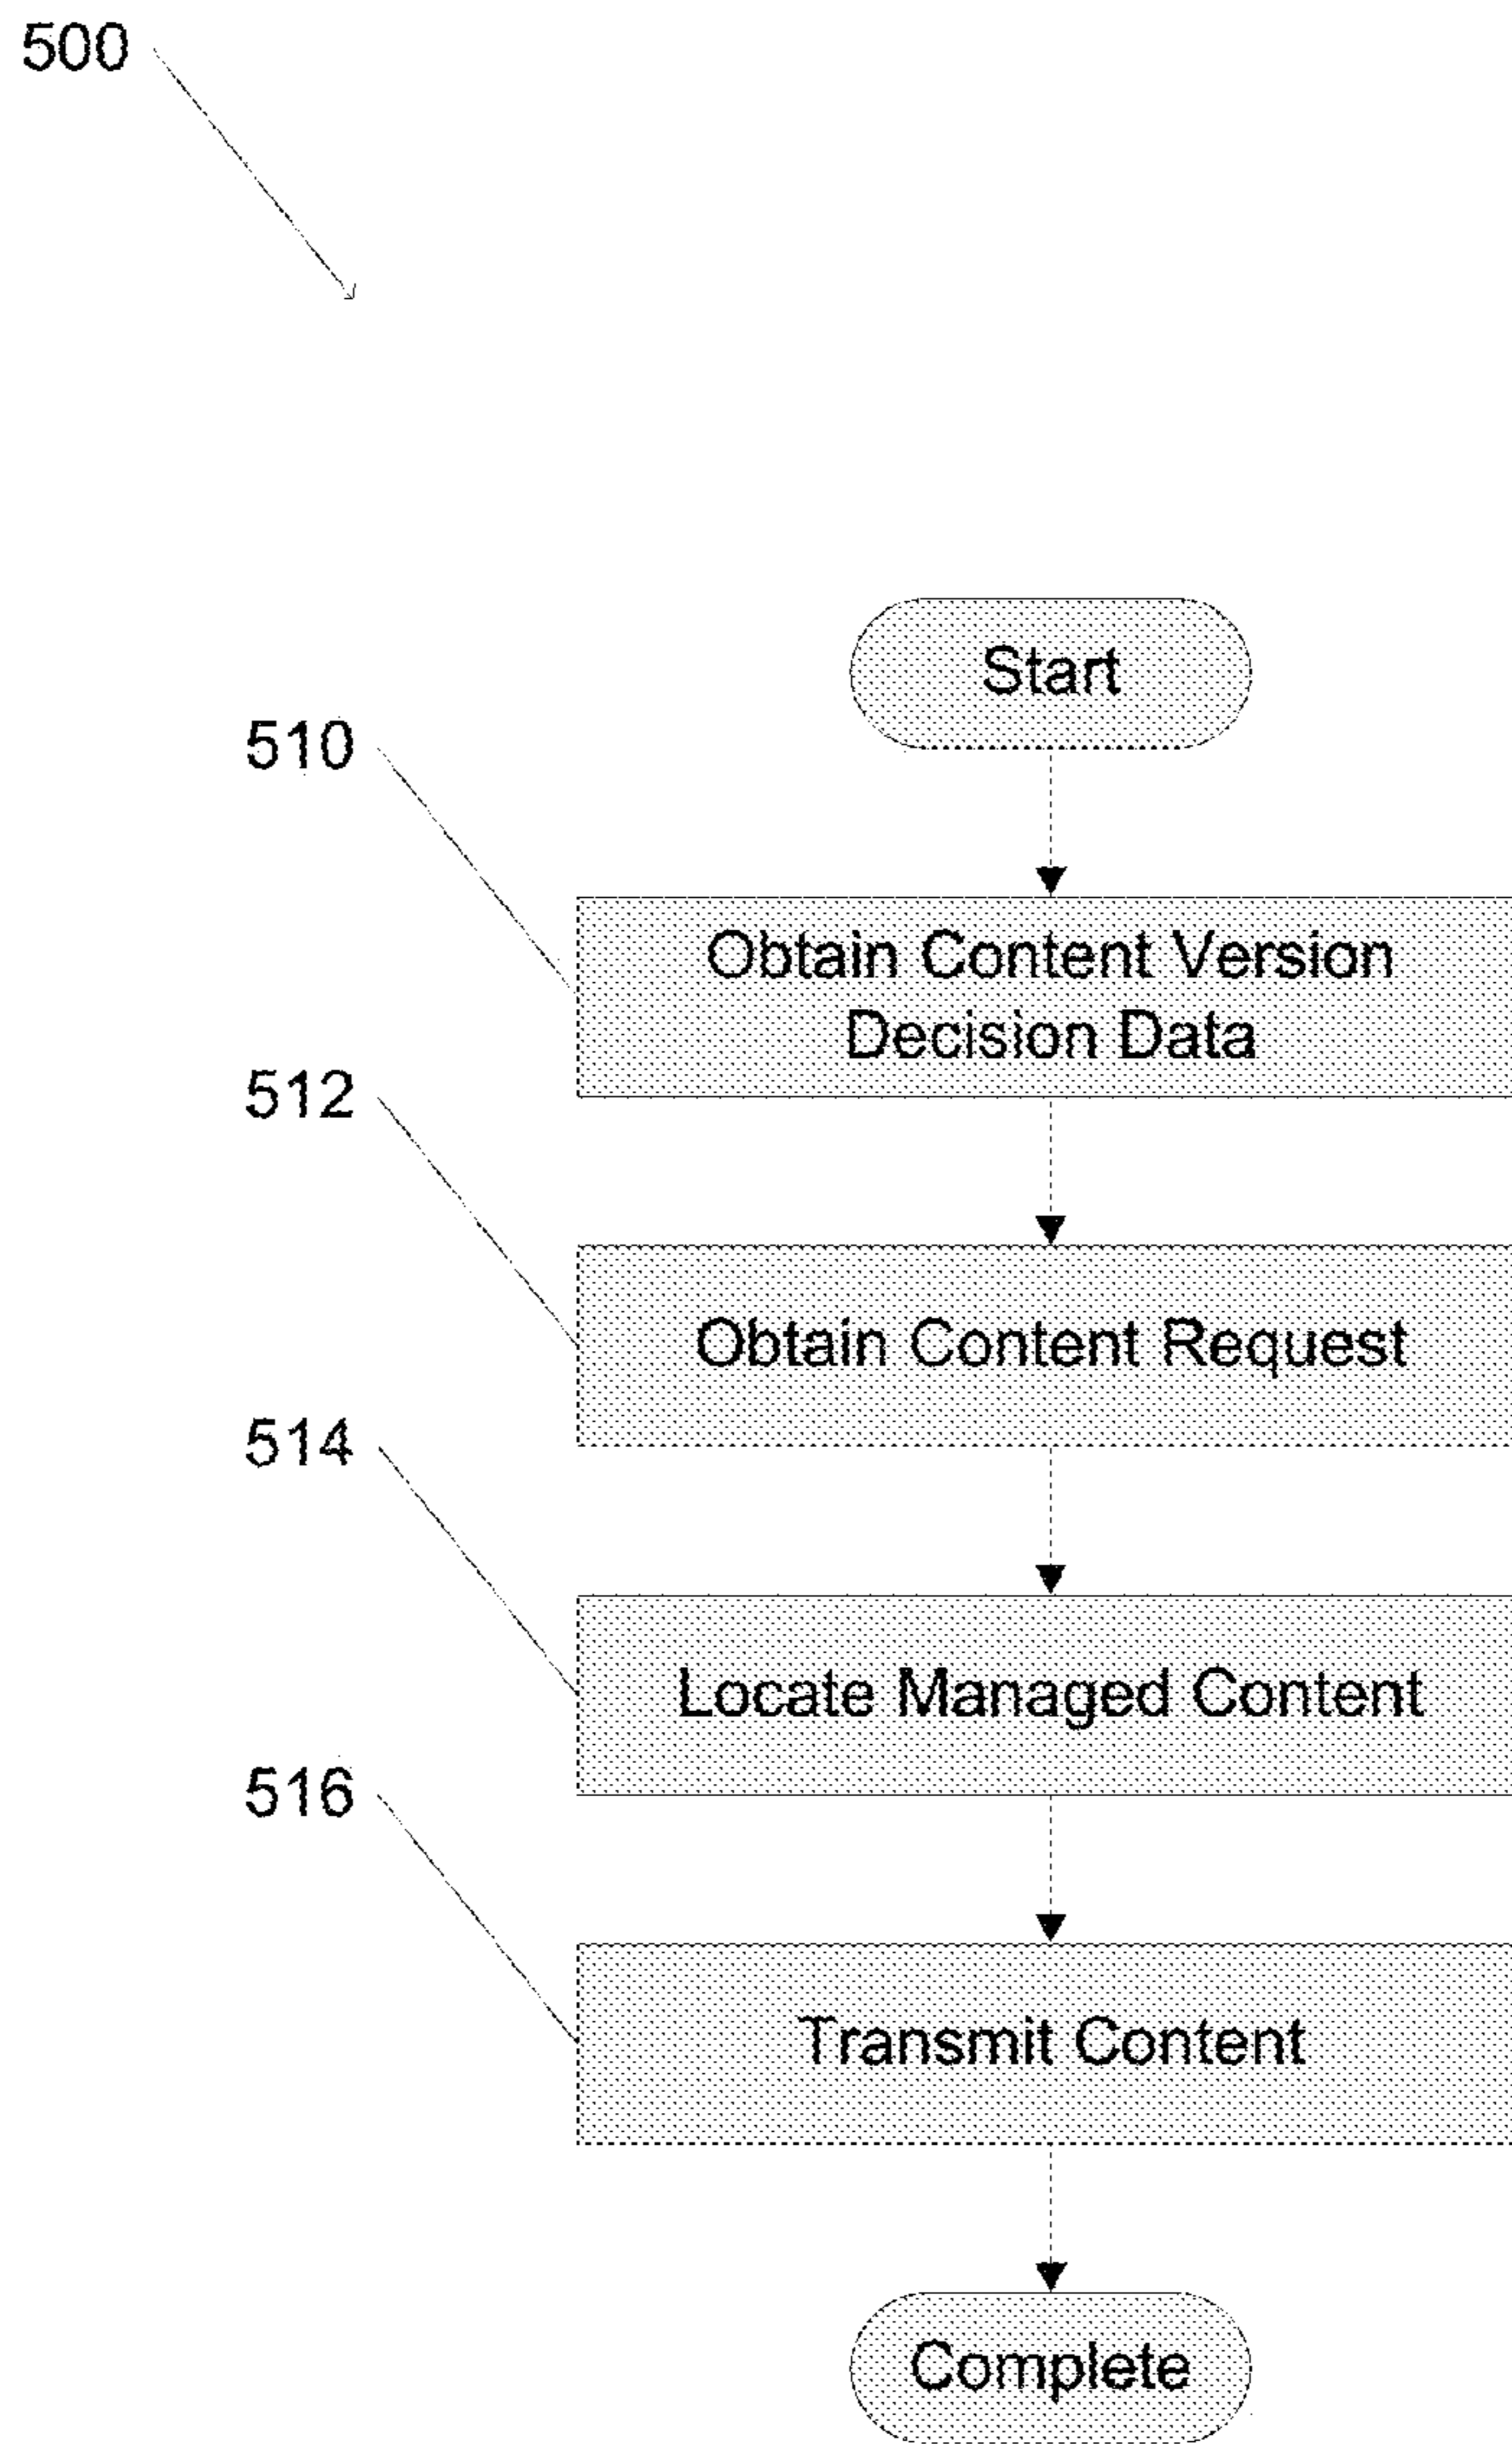 500
Start
510
Obtain Content Version
Decision Data
512
Obtain Content Request
514
Locate Managed Content
516
Transmit Content
Complete